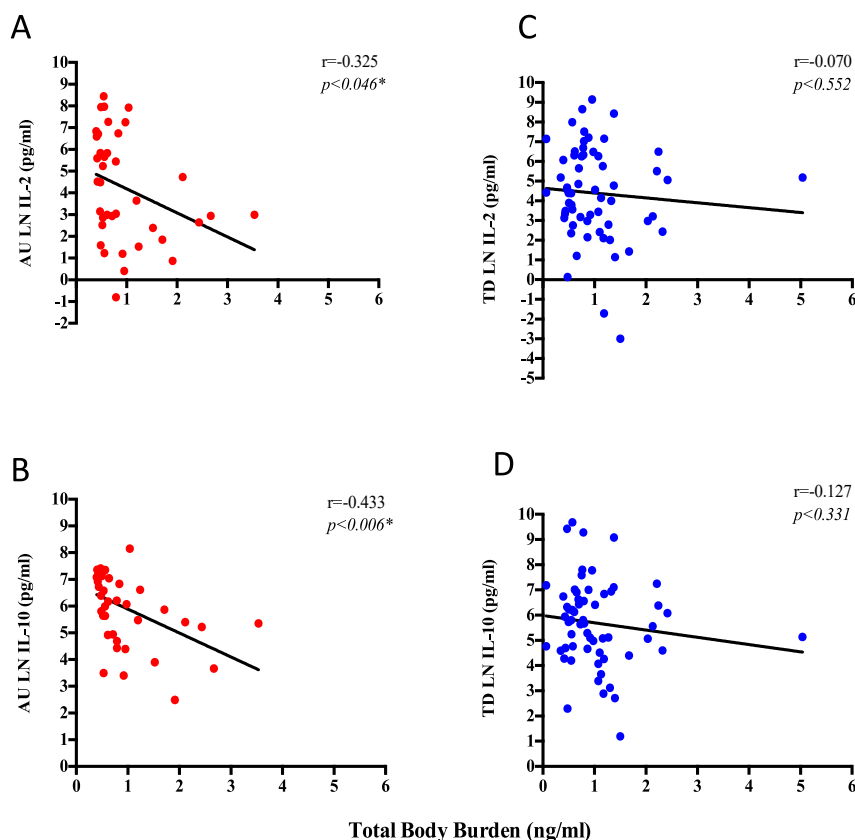 A
r=-0.325
p<0.046*
10
9
8
7
6
5
4
3
2
1
0
-1
-2
AU LN IL-2 (pg/ml)
1 2 3 4 5 6
C
r=-0.070
p<0.552
10
9
8
7
6
5
4
3
2
1
0
-1
-2
-3
-4
-5
TD LN IL-2 (pg/ml)
1 2 3 4 5 6
B
r=-0.433
p<0.006*
10
9
8
7
6
5
4
3
2
1
0
AU LN IL-10 (pg/ml)
0 1 2 3 4 5 6
D
r=-0.127
p<0.331
10
9
8
7
6
5
4
3
2
1
0
TD LN IL-10 (pg/ml)
0 1 2 3 4 5 6
Total Body Burden (ng/ml)